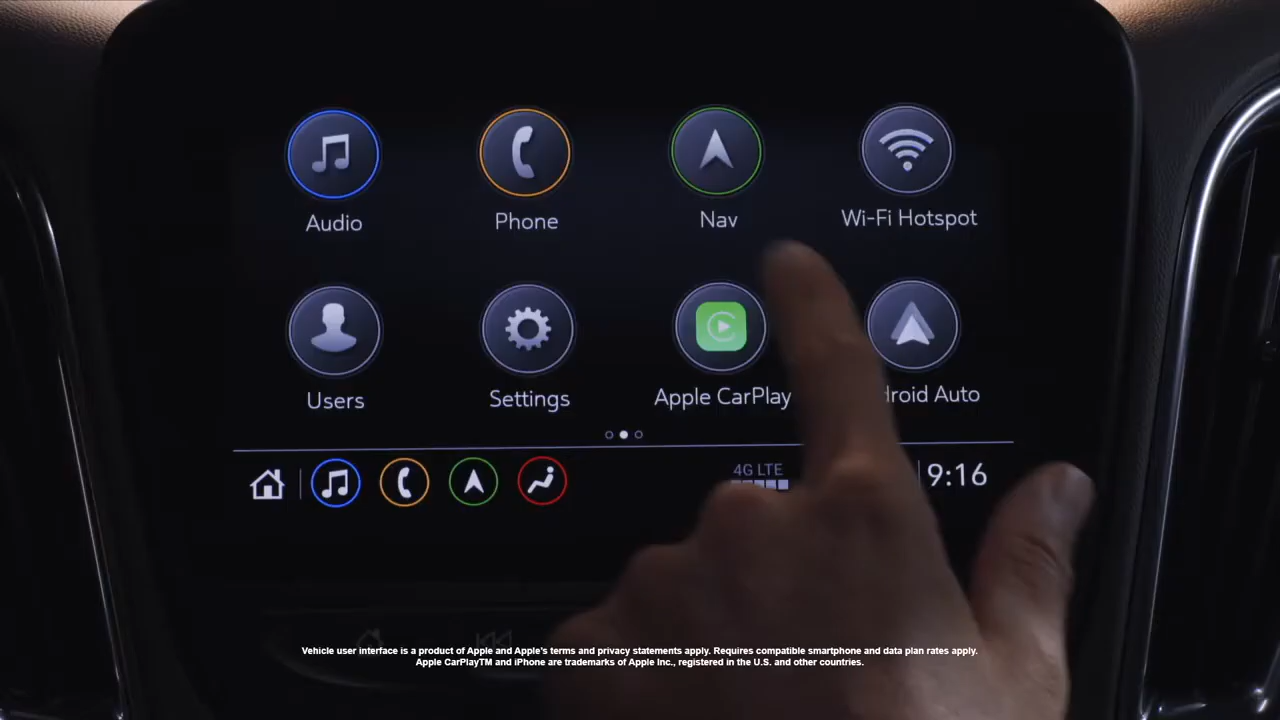 Audio
Phone
Nav
Wi-Fi Hotspot
Users
Settings
Apple CarPlay
droid Auto
4G LTE
9:16
Vehicle user interface is a product of Apple and Apple's terms and privacy statements apply. Requires compatible smartphone and data plan rates apply.
Apple CarPlayTM and iPhone are trademarks of Apple Inc., registered in the U.S. and other countries.